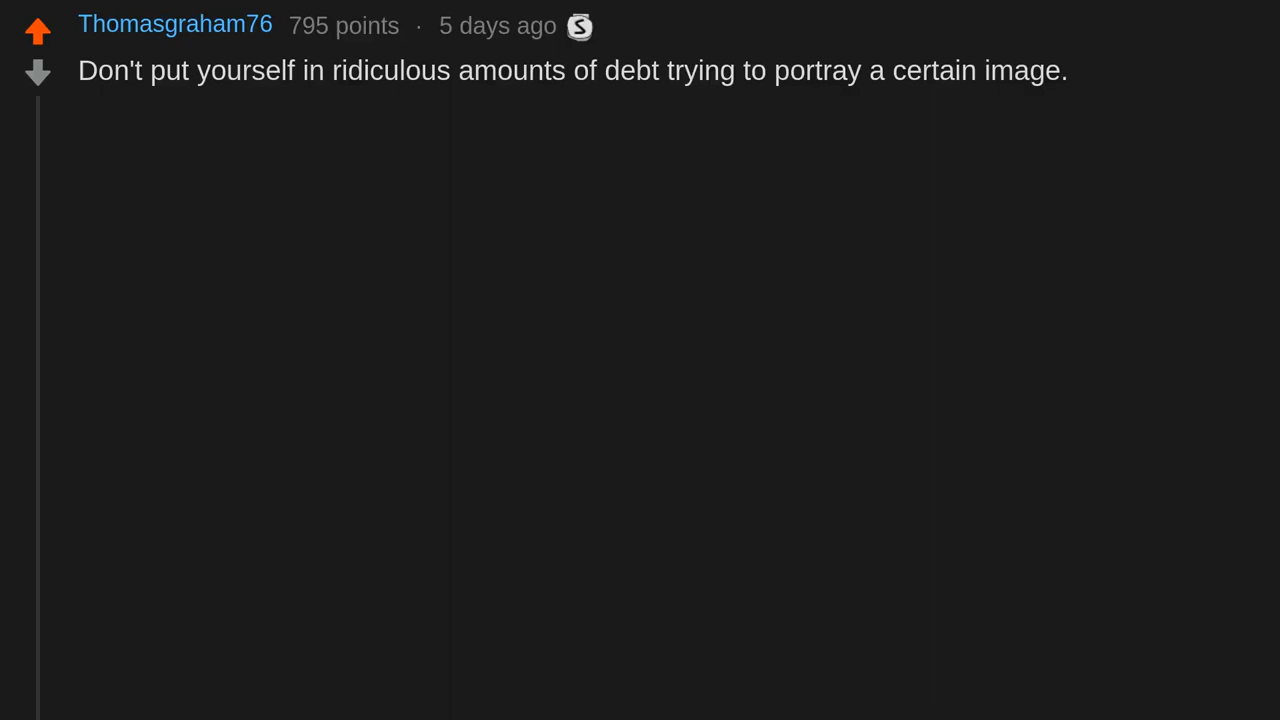 Thomasgraham76 795 points · 5 days ago S
Don't put yourself in ridiculous amounts of debt trying to portray a certain image.